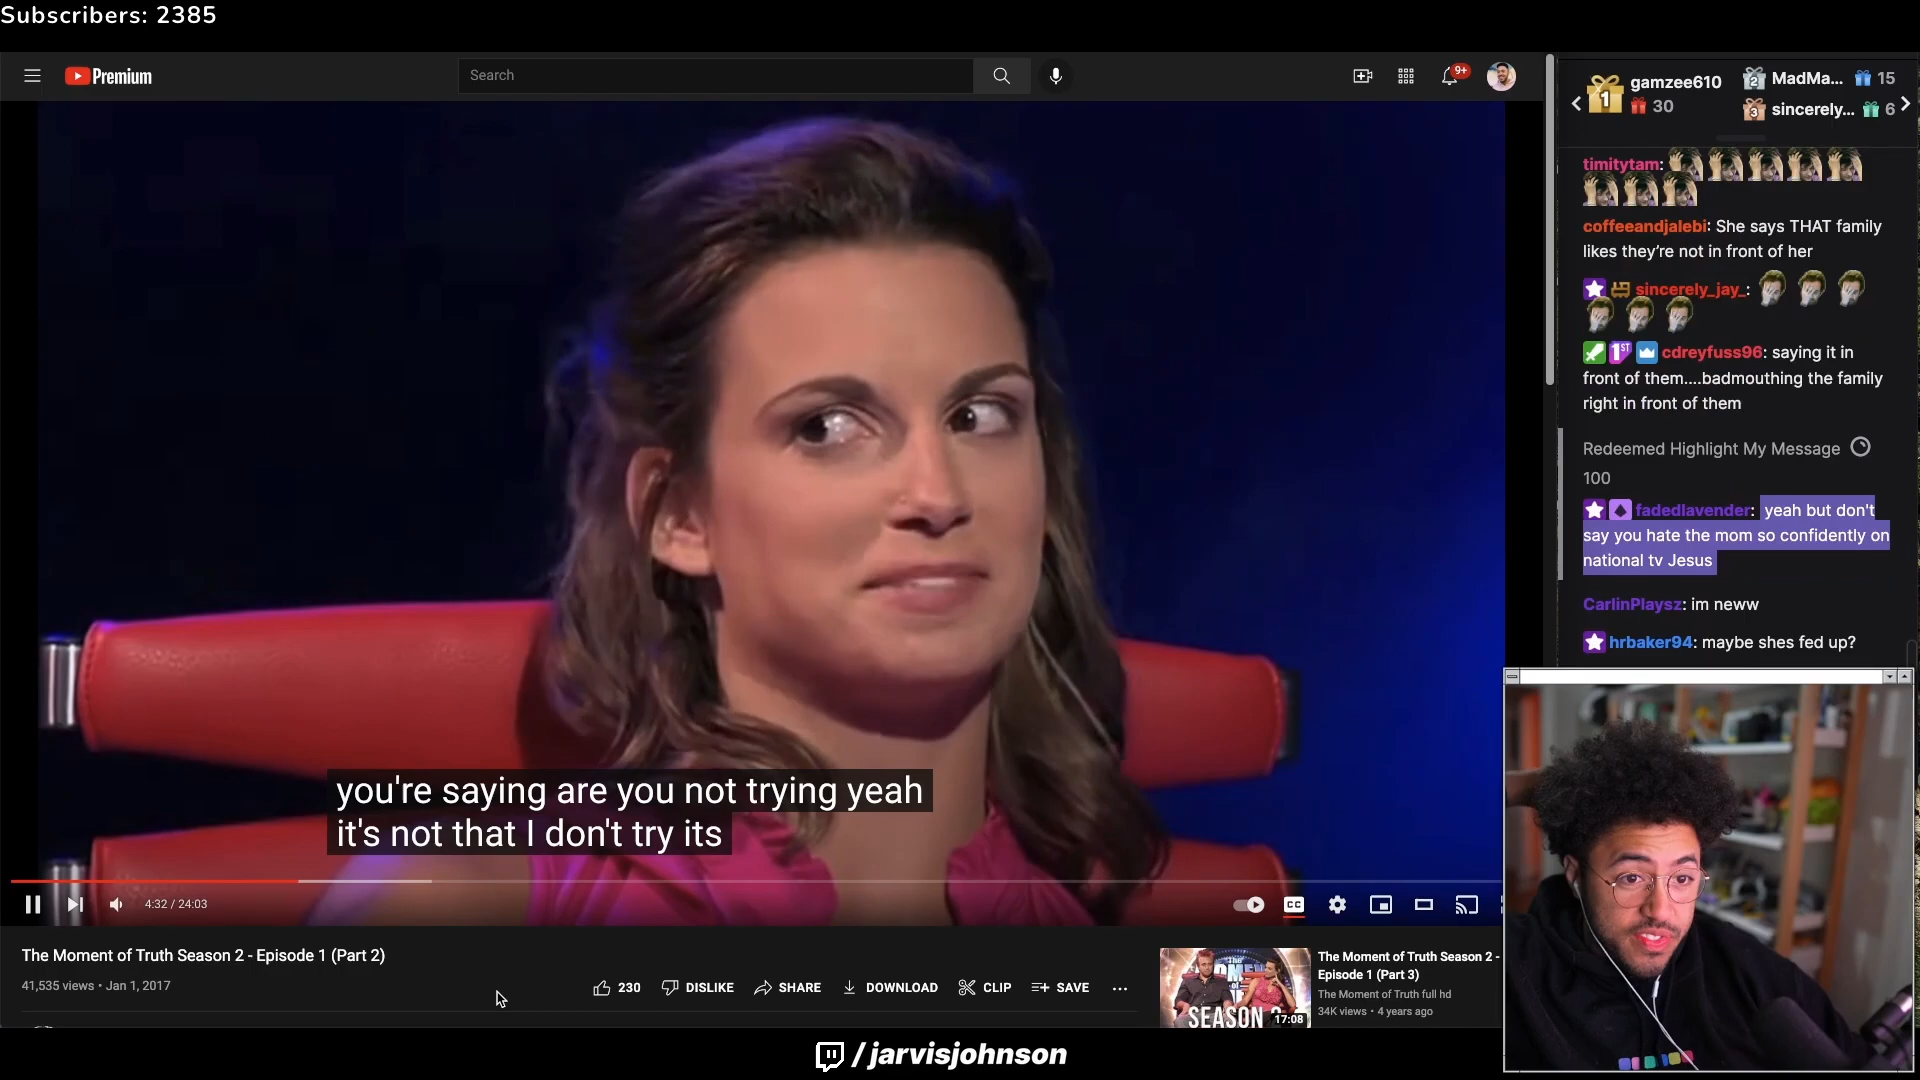 Subscribers: 2385
Premium
Search
9+
1
gamzee610
30
2
MadMa...
15
3
sincerely...
6
timitytam:
coffeeandjalebi: She says THAT family
likes they're not in front of her
sincerely_jay_:
1ST
cdreyfuss96: saying it in
front of them....badmouthing the family
right in front of them
Redeemed Highlight My Message
100
fadedlavender: yeah but don't
say you hate the mom so confidently on
national tv Jesus
CarlinPlaysz: im neww
hrbaker94: maybe shes fed up?
you're saying are you not trying yeah
it's not that I don't try its
4:32 / 24:03
CC
The Moment of Truth Season 2 - Episode 1 (Part 2)
41,535 views • Jan 1, 2017
230
DISLIKE
SHARE
DOWNLOAD
CLIP
SAVE
SEASON
17:08
The Moment of Truth Season 2 -
Episode 1 (Part 3)
The Moment of Truth full hd
34K views • 4 years ago
/jarvisjohnson